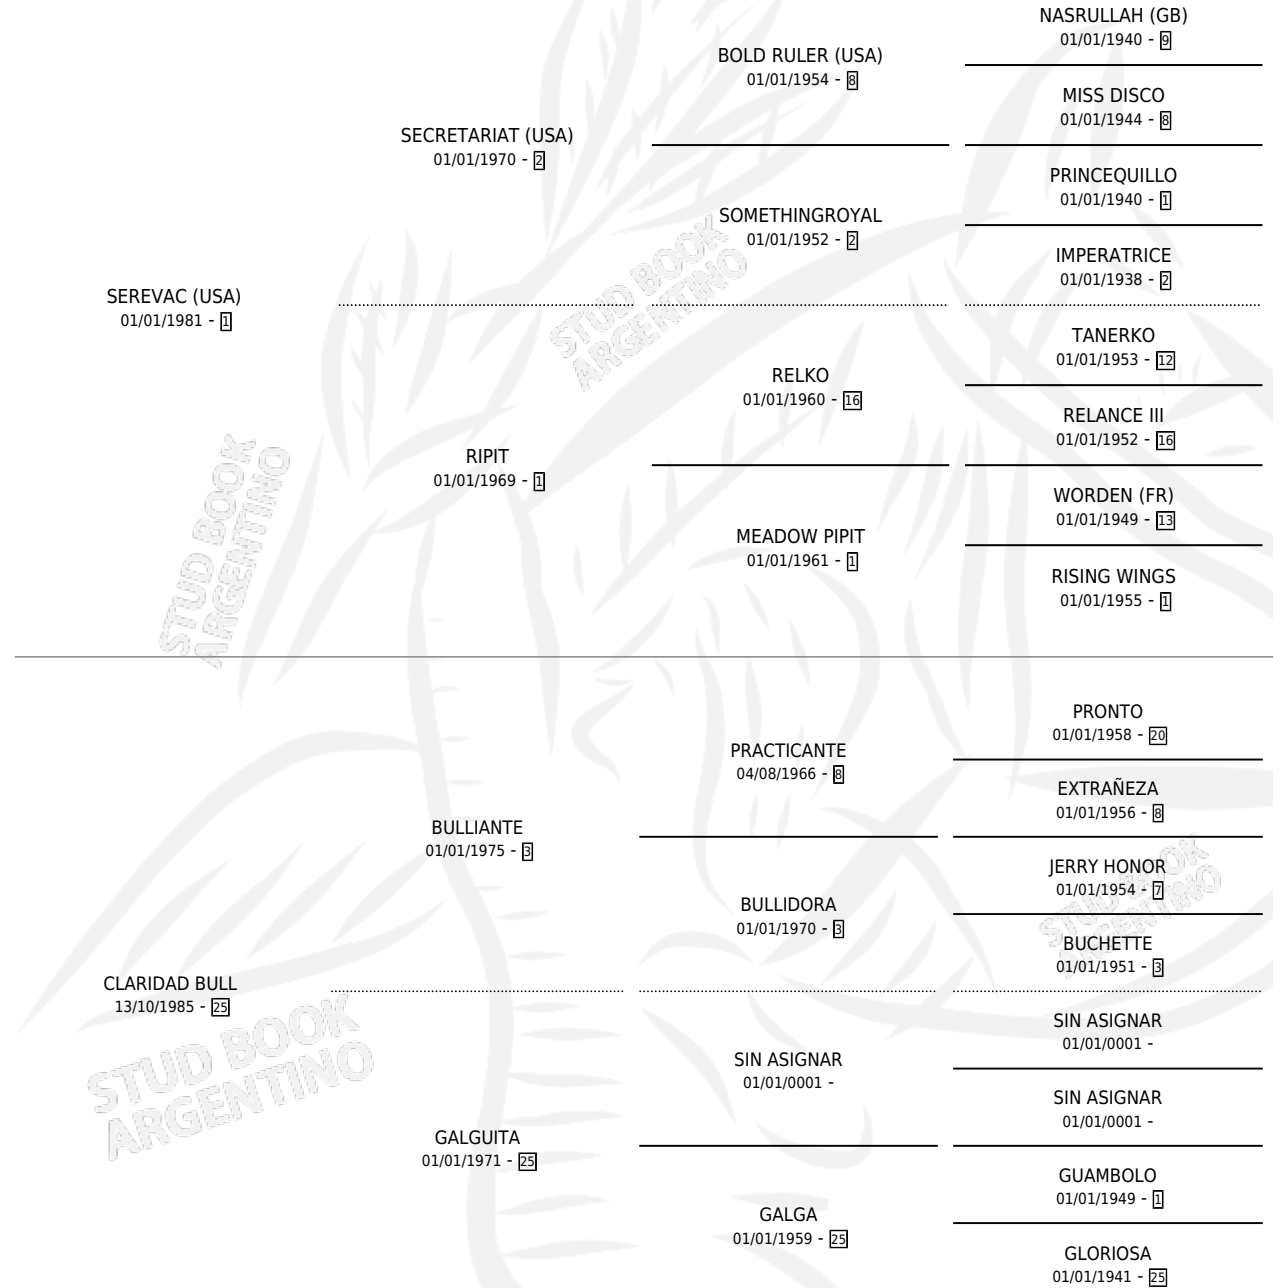 NASRULLAH (GB)
01/01/1940 - 9
BOLD RULER (USA)
01/01/1954 - 8
MISS DISCO
01/01/1944 - 8
SECRETARIAT (USA)
01/01/1970 - 2
PRINCEQUILLO
01/01/1940 - 1
SOMETHINGROYAL
01/01/1952 - 2
IMPERATRICE
01/01/1938 - 2
SEREVAC (USA)
01/01/1981 - 1
TANERKO
01/01/1953 - 12
RELKO
01/01/1960 - 16
RELANCE III
01/01/1952 - 16
RIPIT
01/01/1969 - 1
WORDEN (FR)
01/01/1949 - 13
MEADOW PIPIT
01/01/1961 - 1
RISING WINGS
01/01/1955 - 1
PRONTO
01/01/1958 - 20
PRACTICANTE
04/08/1966 - 8
EXTRAÑEZA
01/01/1956 - 8
BULLIANTE
01/01/1975 - 3
JERRY HONOR
01/01/1954 - 7
BULLIDORA
01/01/1970 - 3
BUCHETTE
01/01/1951 - 3
CLARIDAD BULL
13/10/1985 - 25
SIN ASIGNAR
01/01/0001 -
SIN ASIGNAR
01/01/0001 -
SIN ASIGNAR
01/01/0001 -
GALGUITA
01/01/1971 - 25
GUAMBOLO
01/01/1949 - 1
GALGA
01/01/1959 - 25
GLORIOSA
01/01/1941 - 25
STUD BOOK
ARGENTINO
STUD BOOK
ARGENTINO
STUD BOOK
ARGENTINO
STUD BOOK
ARGENTINO